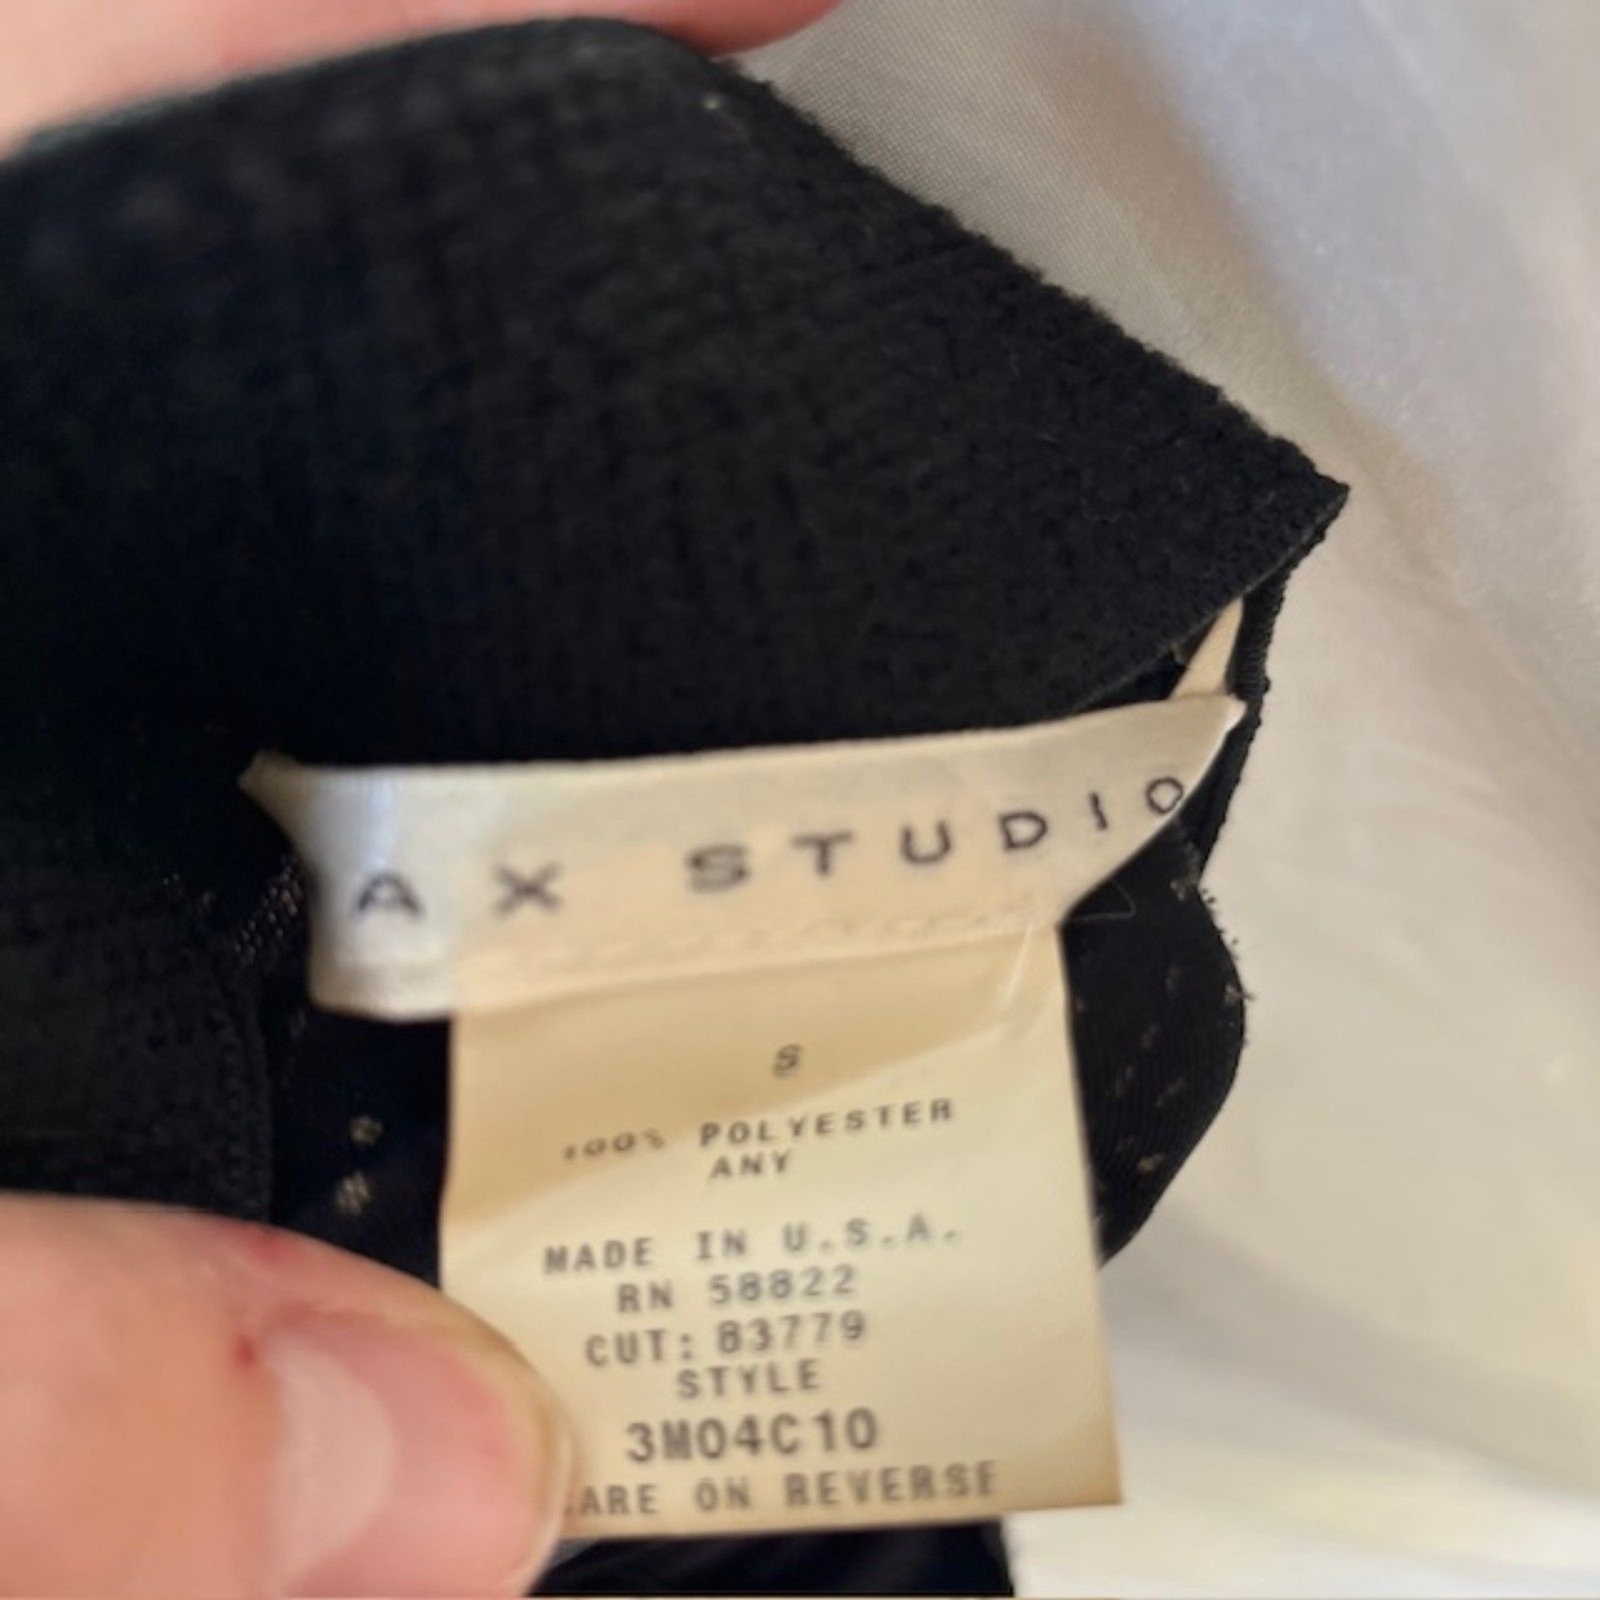 AX STUDIO
S
100% POLYESTER
ANY
MADE IN U.S.A.
RN 58822
CUT: 83779
STYLE
3M04C10
CARE ON REVERSE